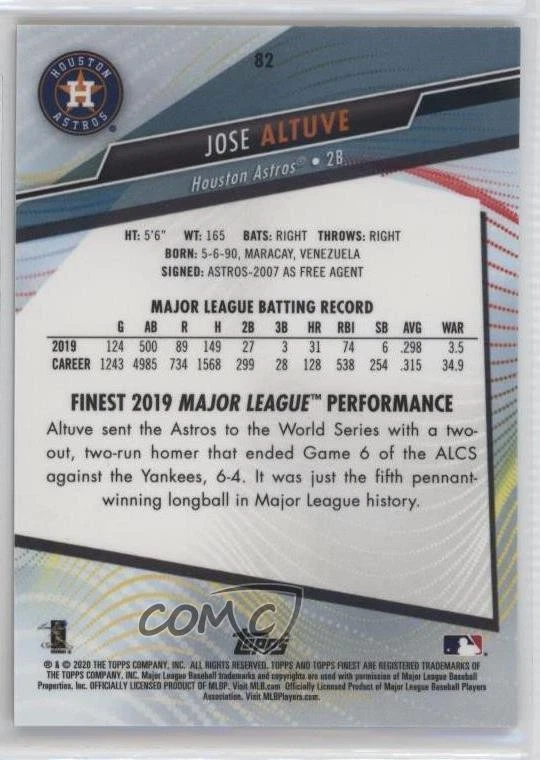 82
HOUSTON
H
ASTROS
JOSE ALTUVE
Houston Astros® • 2B
HT: 5'6" WT: 165 BATS: RIGHT THROWS: RIGHT
BORN: 5-6-90, MARACAY, VENEZUELA
SIGNED: ASTROS-2007 AS FREE AGENT
MAJOR LEAGUE BATTING RECORD
G AB R H 2B 3B HR RBI SB AVG WAR
2019 124 500 89 149 27 3 31 74 6 .298 3.5
CAREER 1243 4985 734 1568 299 28 128 538 254 .315 34.9
FINEST 2019 MAJOR LEAGUE™ PERFORMANCE
Altuve sent the Astros to the World Series with a two-
out, two-run homer that ended Game 6 of the ALCS
against the Yankees, 6-4. It was just the fifth pennant-
winning longball in Major League history.
COMC
Topps
® & © 2020 THE TOPPS COMPANY, INC. ALL RIGHTS RESERVED. TOPPS AND TOPPS FINEST ARE REGISTERED TRADEMARKS OF
THE TOPPS COMPANY, INC. Major League Baseball trademarks and copyrights are used with permission of Major League Baseball
Properties, Inc. OFFICIALLY LICENSED PRODUCT OF MLBP. Visit MLB.com Officially Licensed Product of Major League Baseball Players
Association. Visit MLBPlayers.com.